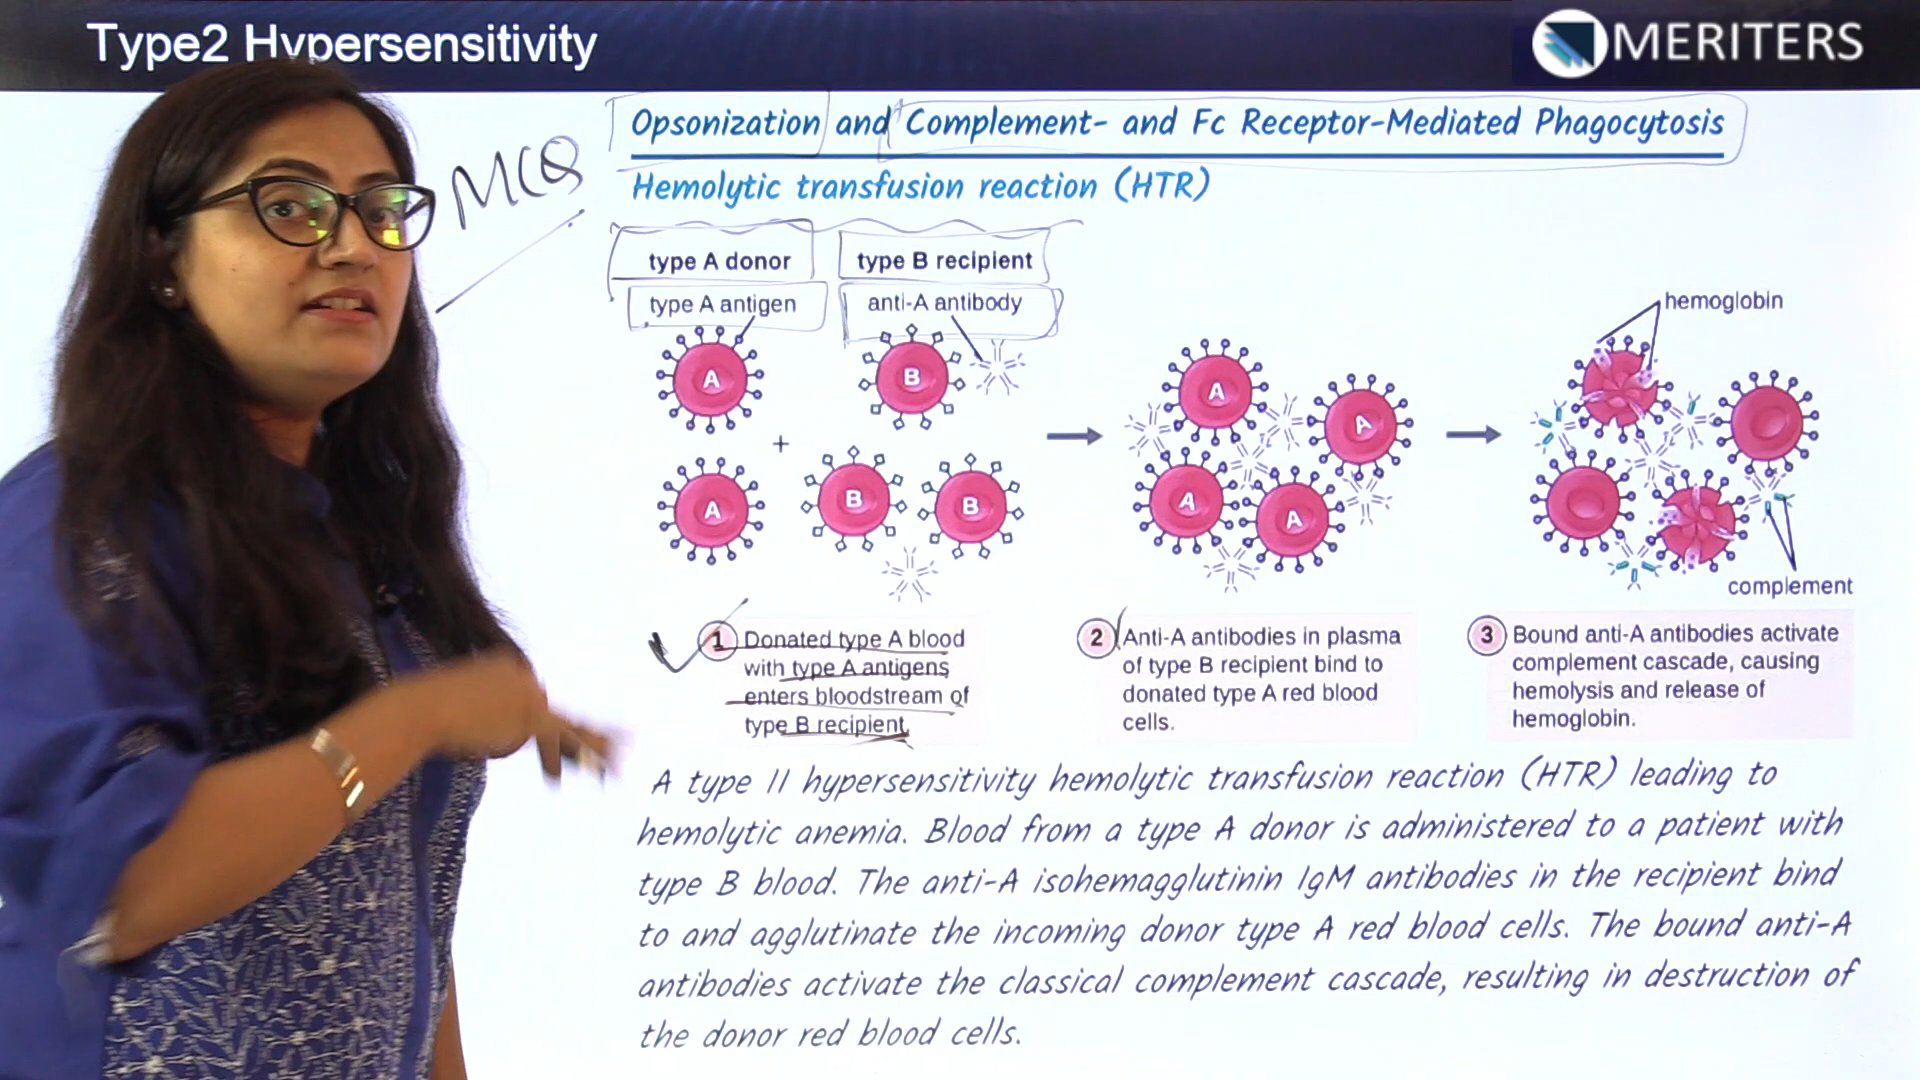 Type2 Hypersensitivity
MERITERS
MCQ
Opsonization and Complement- and Fc Receptor-Mediated Phagocytosis
Hemolytic transfusion reaction (HTR)
type A donor
type B recipient
type A antigen
anti-A antibody
hemoglobin
A
B
A
A
+
A
B
B
A
A
complement
1 Donated type A blood
with type A antigens
enters bloodstream of
type B recipient.
2 Anti-A antibodies in plasma
of type B recipient bind to
donated type A red blood
cells.
3 Bound anti-A antibodies activate
complement cascade, causing
hemolysis and release of
hemoglobin.
A type II hypersensitivity hemolytic transfusion reaction (HTR) leading to
hemolytic anemia. Blood from a type A donor is administered to a patient with
type B blood. The anti-A isohemagglutinin IgM antibodies in the recipient bind
to and agglutinate the incoming donor type A red blood cells. The bound anti-A
antibodies activate the classical complement cascade, resulting in destruction of
the donor red blood cells.